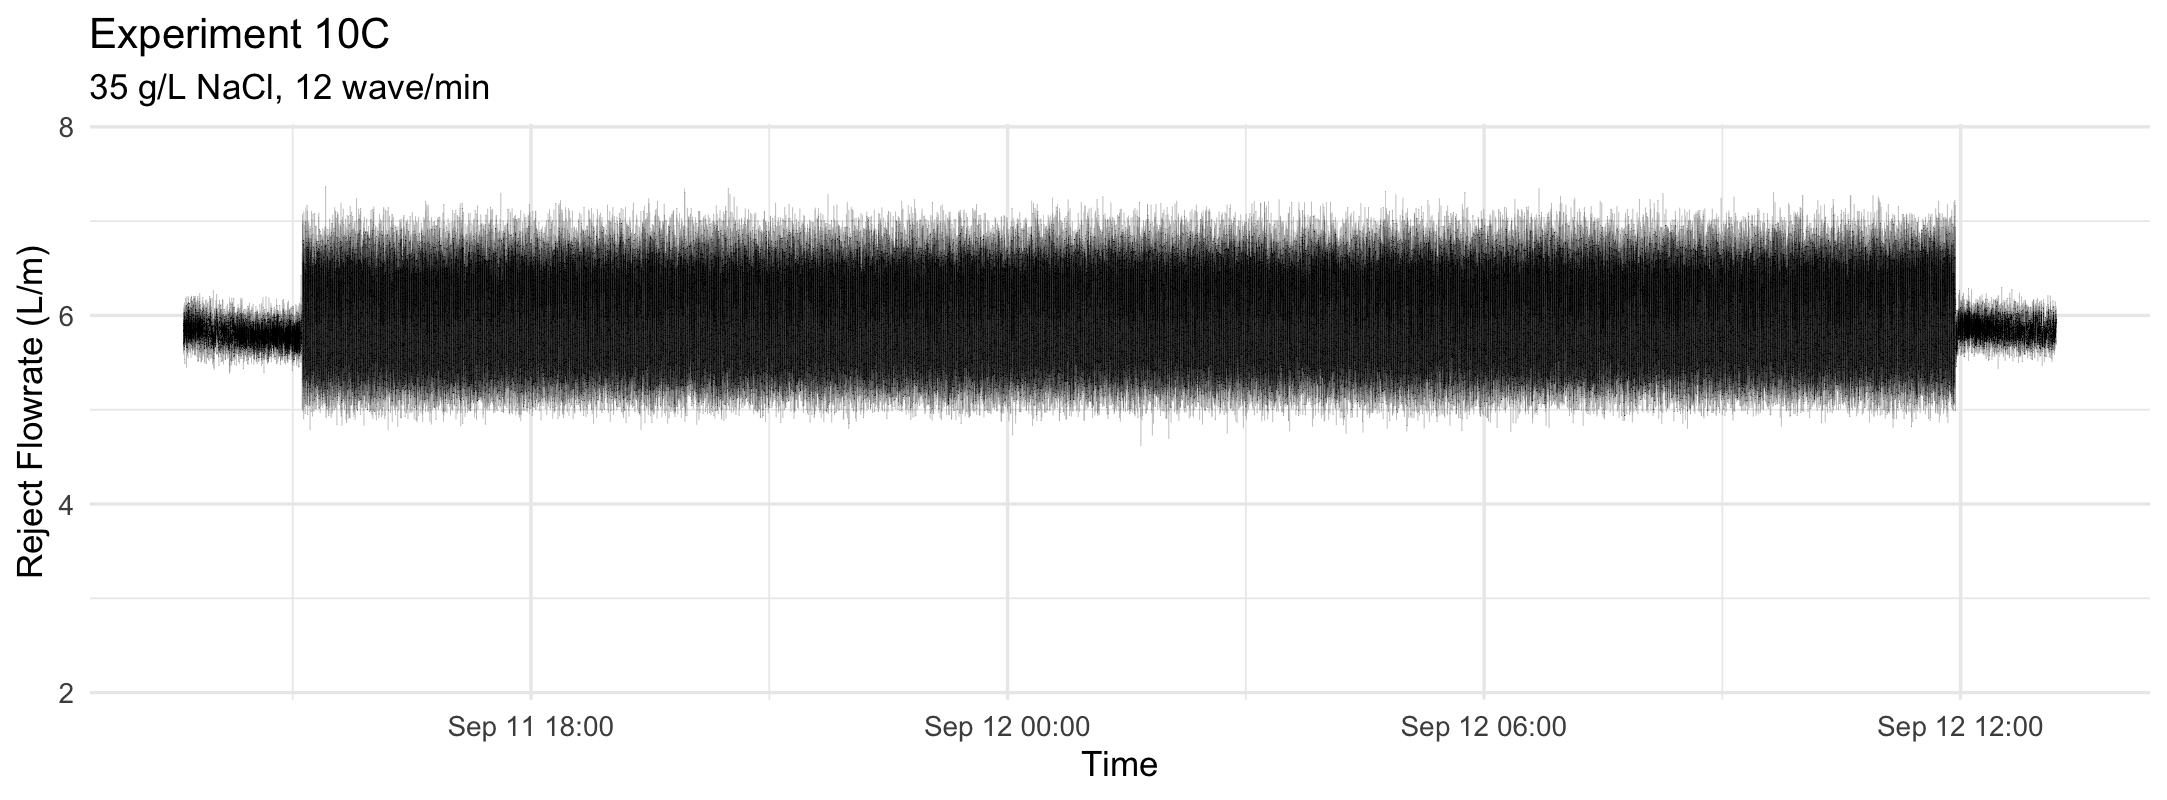 Experiment 10C
35 g/L NaCl, 12 wave/min
Reject Flowrate (L/m)
8
6
4
2
Sep 11 18:00
Sep 12 00:00
Sep 12 06:00
Sep 12 12:00
Time